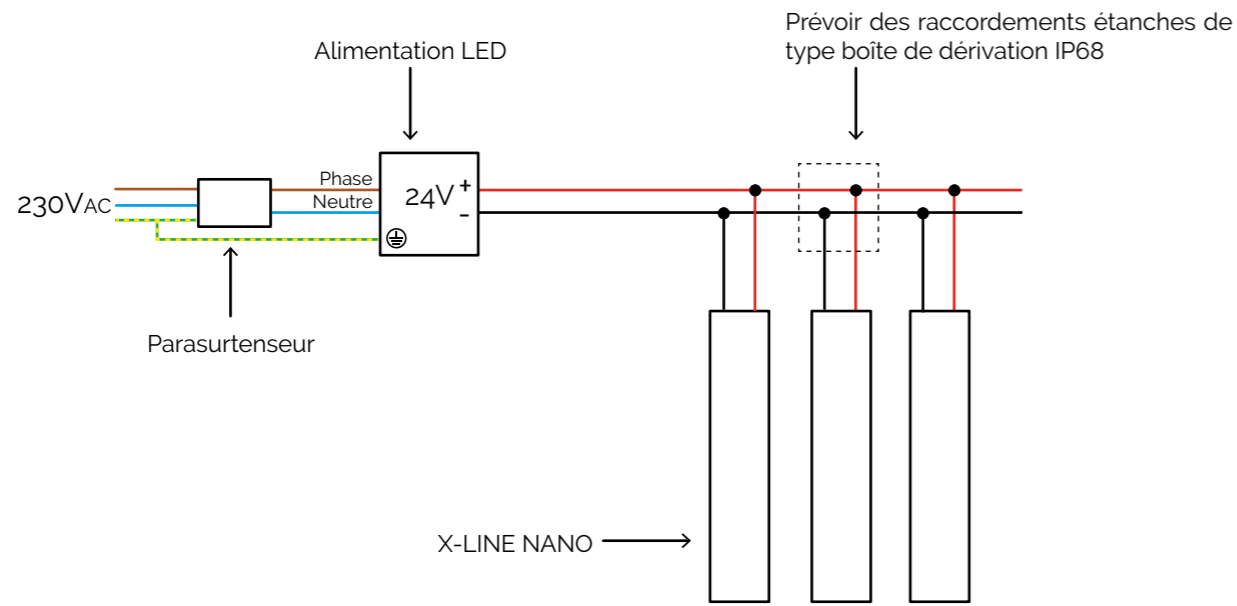 Prévoir des raccordements étanches de
type boîte de dérivation IP68
Alimentation LED
230VAC
Phase
Neutre
24V
+
-
Parasurtenseur
X-LINE NANO